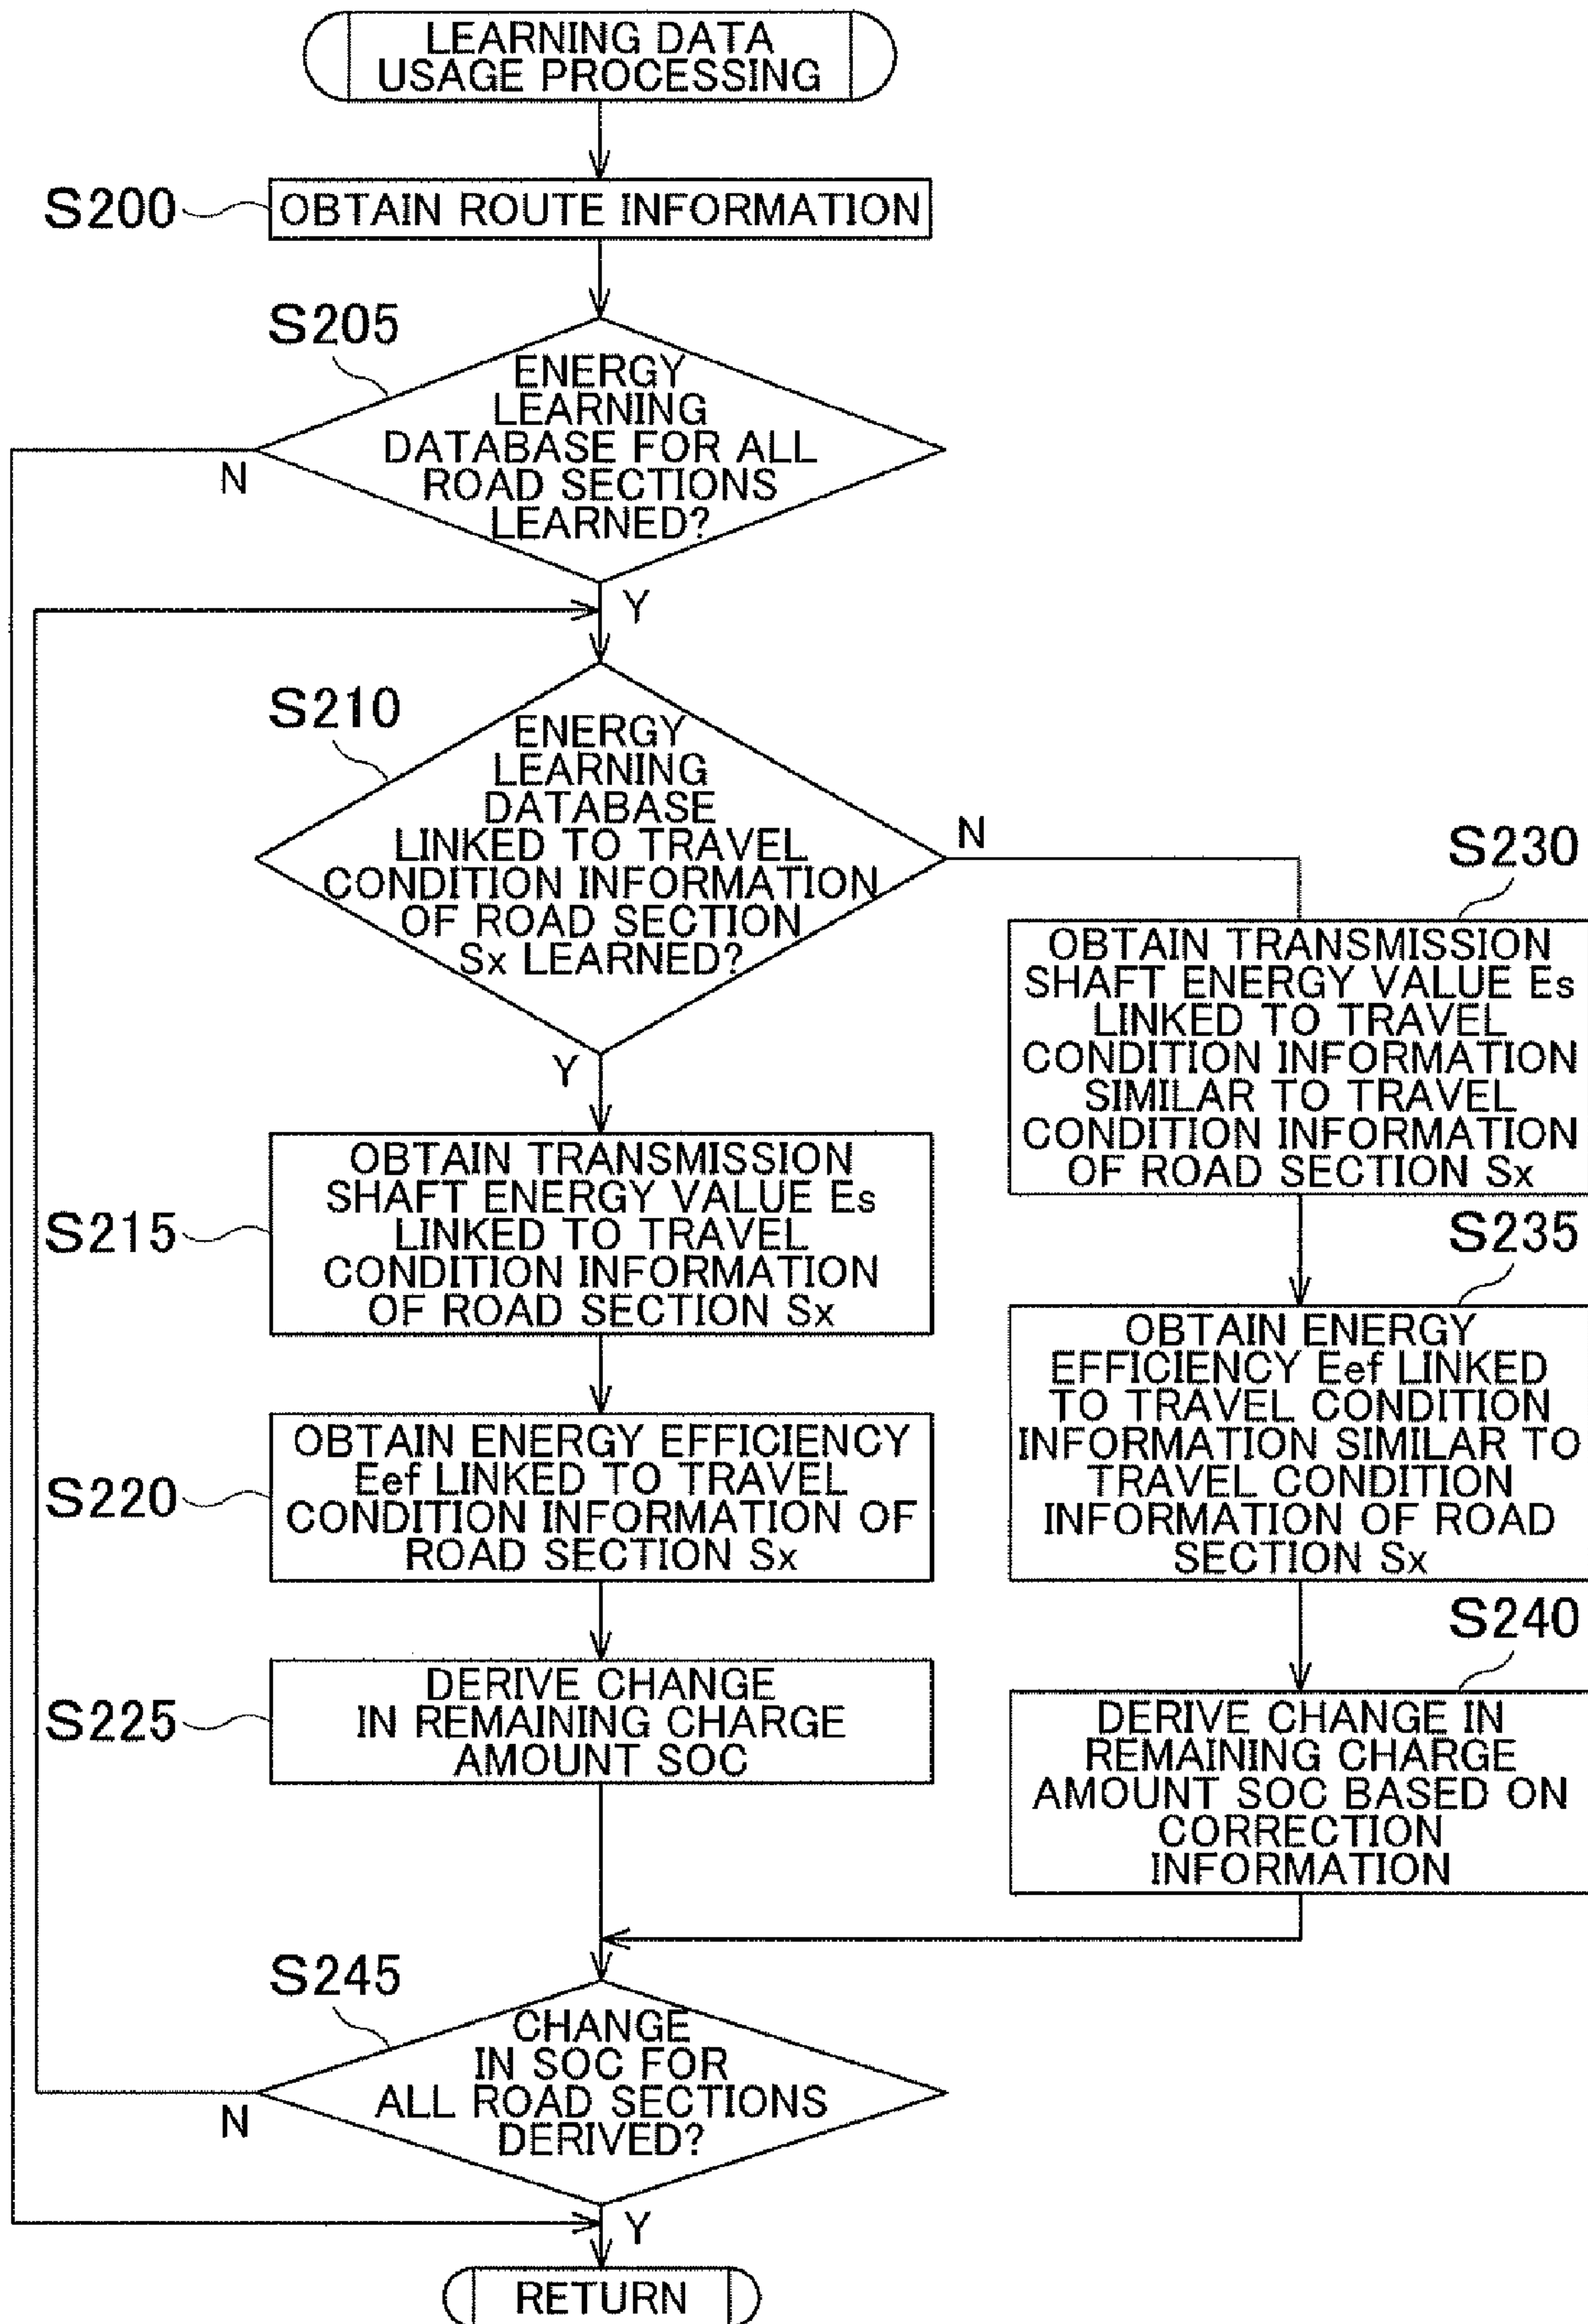 LEARNING DATA
USAGE PROCESSING
S200
OBTAIN ROUTE INFORMATION
S205
ENERGY
LEARNING
DATABASE FOR ALL
ROAD SECTIONS
LEARNED?
N
Y
S210
ENERGY
LEARNING
DATABASE
LINKED TO TRAVEL
CONDITION INFORMATION
OF ROAD SECTION
Sx LEARNED?
N
Y
S215
OBTAIN TRANSMISSION
SHAFT ENERGY VALUE Es
LINKED TO TRAVEL
CONDITION INFORMATION
OF ROAD SECTION Sx
S220
OBTAIN ENERGY EFFICIENCY
Eef LINKED TO TRAVEL
CONDITION INFORMATION OF
ROAD SECTION Sx
S225
DERIVE CHANGE
IN REMAINING CHARGE
AMOUNT SOC
S230
OBTAIN TRANSMISSION
SHAFT ENERGY VALUE Es
LINKED TO TRAVEL
CONDITION INFORMATION
SIMILAR TO TRAVEL
CONDITION INFORMATION
OF ROAD SECTION Sx
S235
OBTAIN ENERGY
EFFICIENCY Eef LINKED
TO TRAVEL CONDITION
INFORMATION SIMILAR TO
TRAVEL CONDITION
INFORMATION OF ROAD
SECTION Sx
S240
DERIVE CHANGE IN
REMAINING CHARGE
AMOUNT SOC BASED ON
CORRECTION
INFORMATION
S245
CHANGE
IN SOC FOR
ALL ROAD SECTIONS
DERIVED?
N
Y
RETURN